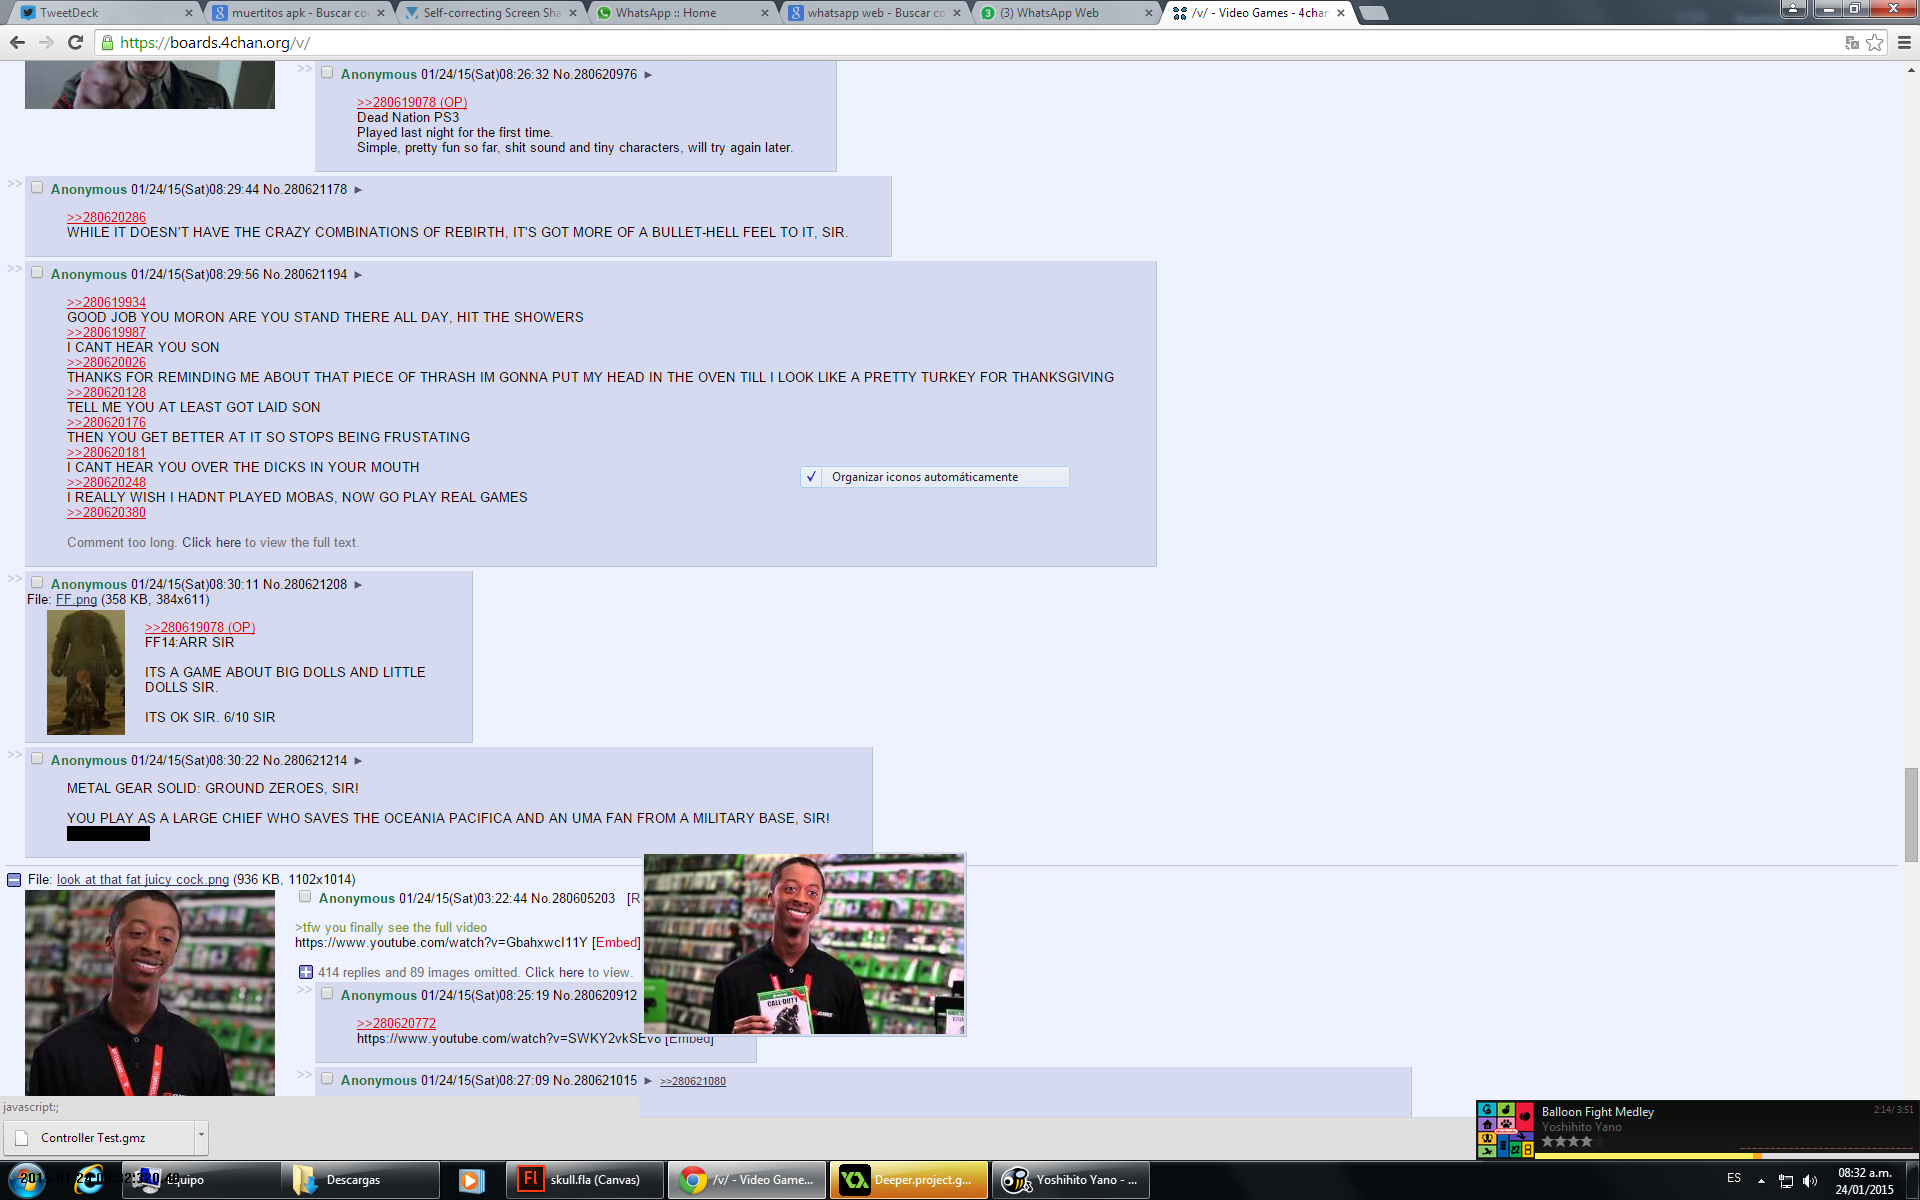 TweetDeck
muertitos apk - Buscar co
Self-correcting Screen Sha
WhatsApp :: Home
whatsapp web - Buscar co
(3) WhatsApp Web
/v/ - Video Games - 4chan
https://boards.4chan.org/v/
>> Anonymous 01/24/15(Sat)08:26:32 No.280620976 ▶
>>280619078 (OP)
Dead Nation PS3
Played last night for the first time.
Simple, pretty fun so far, shit sound and tiny characters, will try again later.
>> Anonymous 01/24/15(Sat)08:29:44 No.280621178 ▶
>>280620286
WHILE IT DOESN'T HAVE THE CRAZY COMBINATIONS OF REBIRTH, IT'S GOT MORE OF A BULLET-HELL FEEL TO IT, SIR.
>> Anonymous 01/24/15(Sat)08:29:56 No.280621194 ▶
>>280619934
GOOD JOB YOU MORON ARE YOU STAND THERE ALL DAY, HIT THE SHOWERS
>>280619987
I CANT HEAR YOU SON
>>280620026
THANKS FOR REMINDING ME ABOUT THAT PIECE OF THRASH IM GONNA PUT MY HEAD IN THE OVEN TILL I LOOK LIKE A PRETTY TURKEY FOR THANKSGIVING
>>280620128
TELL ME YOU AT LEAST GOT LAID SON
>>280620176
THEN YOU GET BETTER AT IT SO STOPS BEING FRUSTATING
>>280620181
I CANT HEAR YOU OVER THE DICKS IN YOUR MOUTH
>>280620248
I REALLY WISH I HADNT PLAYED MOBAS, NOW GO PLAY REAL GAMES
>>280620380
Comment too long. Click here to view the full text.
✓ Organizar iconos automáticamente
>> Anonymous 01/24/15(Sat)08:30:11 No.280621208 ▶
File: FF.png (358 KB, 384x611)
>>280619078 (OP)
FF14:ARR SIR
ITS A GAME ABOUT BIG DOLLS AND LITTLE
DOLLS SIR.
ITS OK SIR. 6/10 SIR
>> Anonymous 01/24/15(Sat)08:30:22 No.280621214 ▶
METAL GEAR SOLID: GROUND ZEROES, SIR!
YOU PLAY AS A LARGE CHIEF WHO SAVES THE OCEANIA PACIFICA AND AN UMA FAN FROM A MILITARY BASE, SIR!
File: look at that fat juicy cock.png (936 KB, 1102x1014)
Anonymous 01/24/15(Sat)03:22:44 No.280605203 [R
>tfw you finally see the full video
https://www.youtube.com/watch?v=GbahxwcI11Y [Embed]
414 replies and 89 images omitted. Click here to view.
>> Anonymous 01/24/15(Sat)08:25:19 No.280620912
>>280620772
https://www.youtube.com/watch?v=SWKY2vkSEv8 [Embed]
CALL OF DUTY
>> Anonymous 01/24/15(Sat)08:27:09 No.280621015 ▶ >>280621080
javascript:;
Controller Test.gmz
Balloon Fight Medley
2:14/ 3:51
Yoshihito Yano
Equipo
Descargas
skull.fla (Canvas)
/v/ - Video Game...
Deeper.project.g...
Yoshihito Yano - ...
ES
08:32 a.m.
24/01/2015